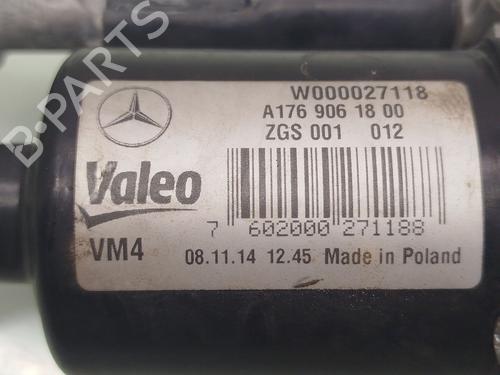 B-PARTS
W000027118
A176 906 18 00
ZGS 001 012
Valeo
7 602000 271188
VM4 08.11.14 12.45 Made in Poland